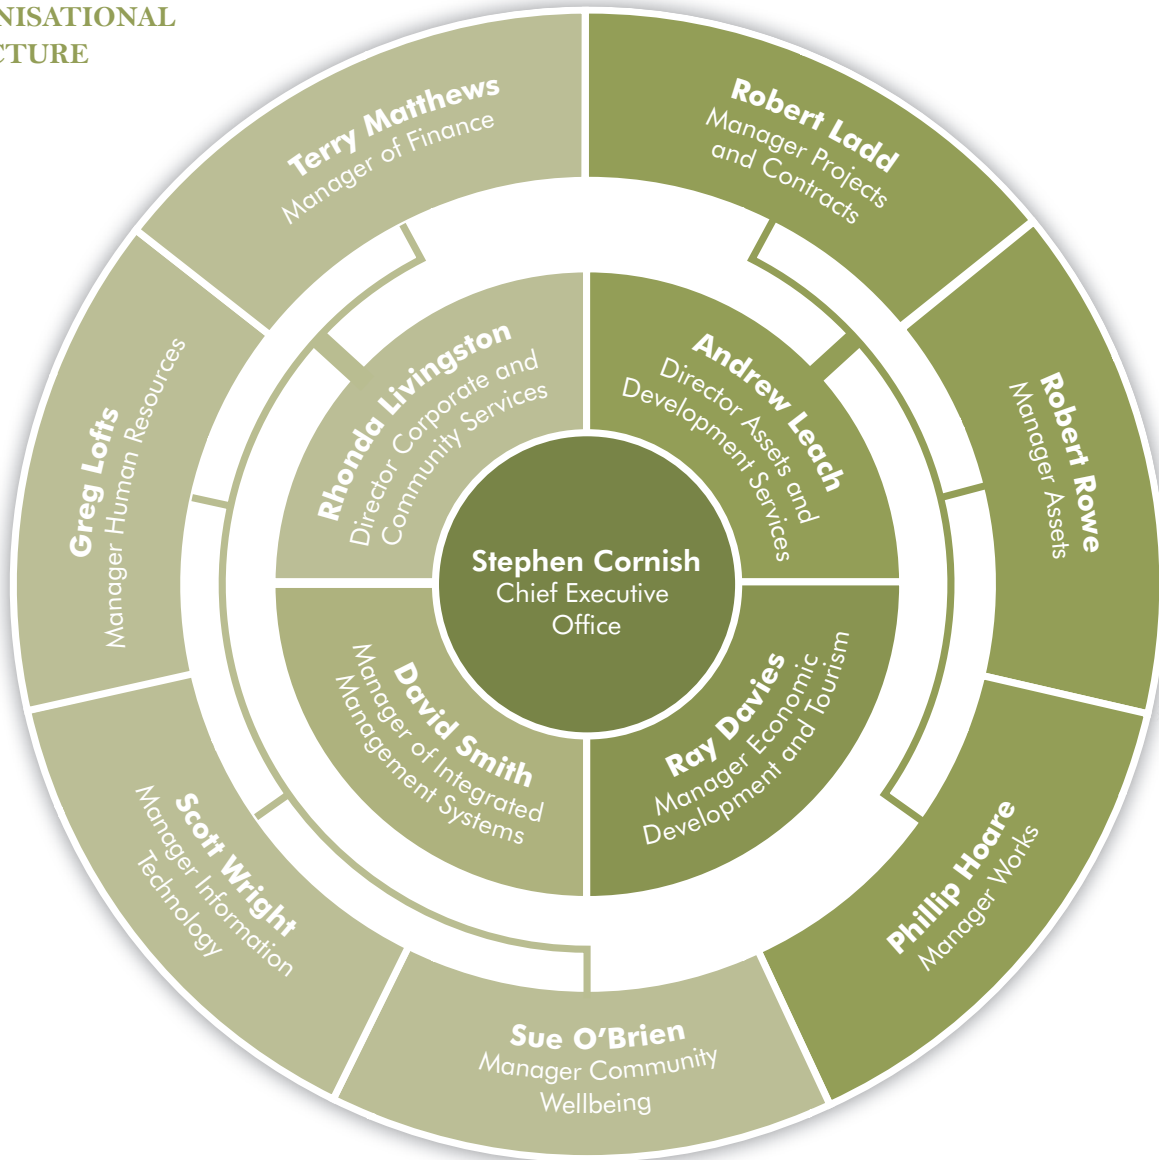 NISATIONAL
CTURE
Terry Matthews
Manager of Finance
Robert Ladd
Manager Projects
and Contracts
Greg Lofts
Manager Human Resources
Rhonda Livingston
Director Corporate and
Community Services
Andrew Leach
Director Assets and
Development Services
Robert Rowe
Manager Assets
Stephen Cornish
Chief Executive
Office
David Smith
Manager of Integrated
Management Systems
Ray Davies
Manager Economic
Development and Tourism
Scott Wright
Manager Information
Technology
Phillip Hoare
Manager Works
Sue O’Brien
Manager Community
Wellbeing